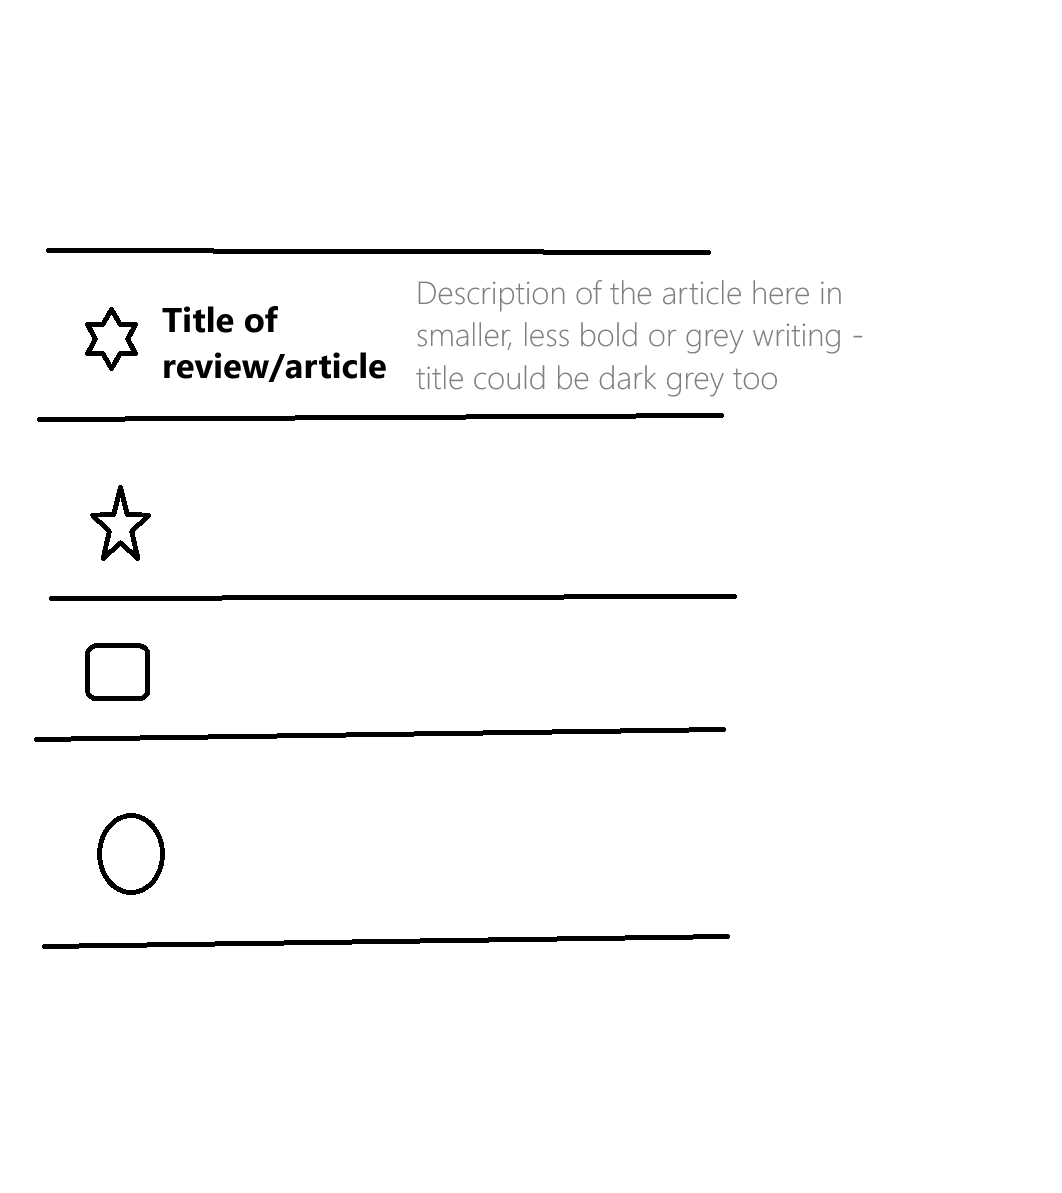 Title of
review/article
Description of the article here in
smaller, less bold or grey writing -
title could be dark grey too